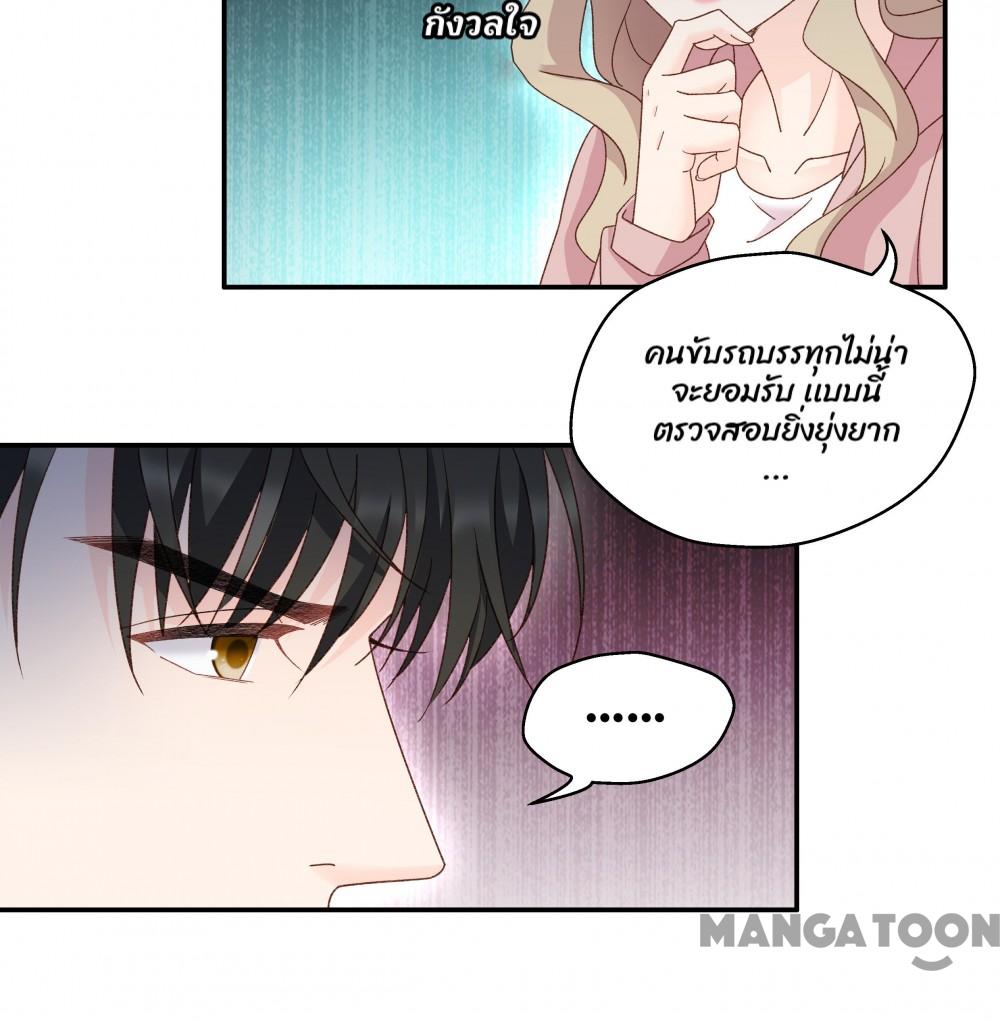 กังวลใจ
คนขับรถบรรทุกไม่น่า
จะยอมรับ แบบนี้
ตรวจสอบยิ่งยุ่งยาก
...
......
MANGATOON